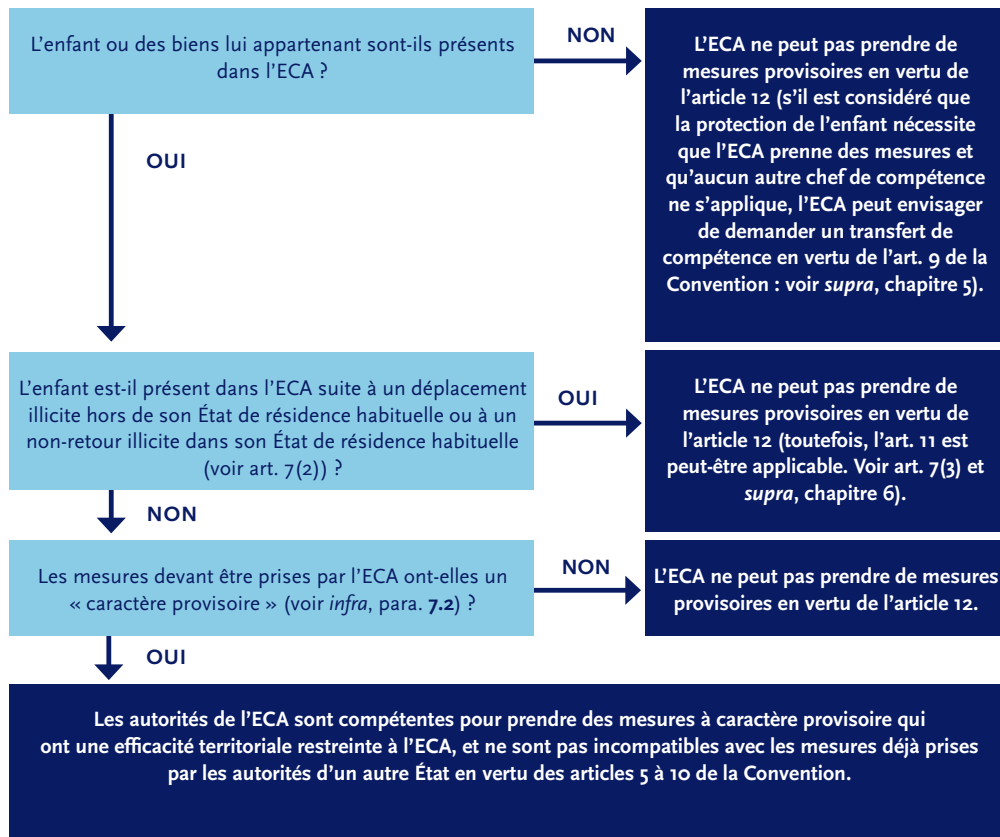 L'enfant ou des biens lui appartenant sont-ils présents
dans l'ECA ?
NON
L'ECA ne peut pas prendre de
mesures provisoires en vertu de
l'article 12 (s'il est considéré que
la protection de l'enfant nécessite
que l'ECA prenne des mesures et
qu'aucun autre chef de compétence
ne s'applique, l'ECA peut envisager
de demander un transfert de
compétence en vertu de l'art. 9 de la
Convention : voir supra, chapitre 5).
OUI
L'enfant est-il présent dans l'ECA suite à un déplacement
illicite hors de son État de résidence habituelle ou à un
non-retour illicite dans son État de résidence habituelle
(voir art. 7(2)) ?
OUI
L'ECA ne peut pas prendre de
mesures provisoires en vertu de
l'article 12 (toutefois, l'art. 11 est
peut-être applicable. Voir art. 7(3) et
supra, chapitre 6).
NON
Les mesures devant être prises par l'ECA ont-elles un
« caractère provisoire » (voir infra, para. 7.2) ?
NON
L'ECA ne peut pas prendre de mesures
provisoires en vertu de l'article 12.
OUI
Les autorités de l'ECA sont compétentes pour prendre des mesures à caractère provisoire qui
ont une efficacité territoriale restreinte à l'ECA, et ne sont pas incompatibles avec les mesures déjà prises
par les autorités d'un autre État en vertu des articles 5 à 10 de la Convention.